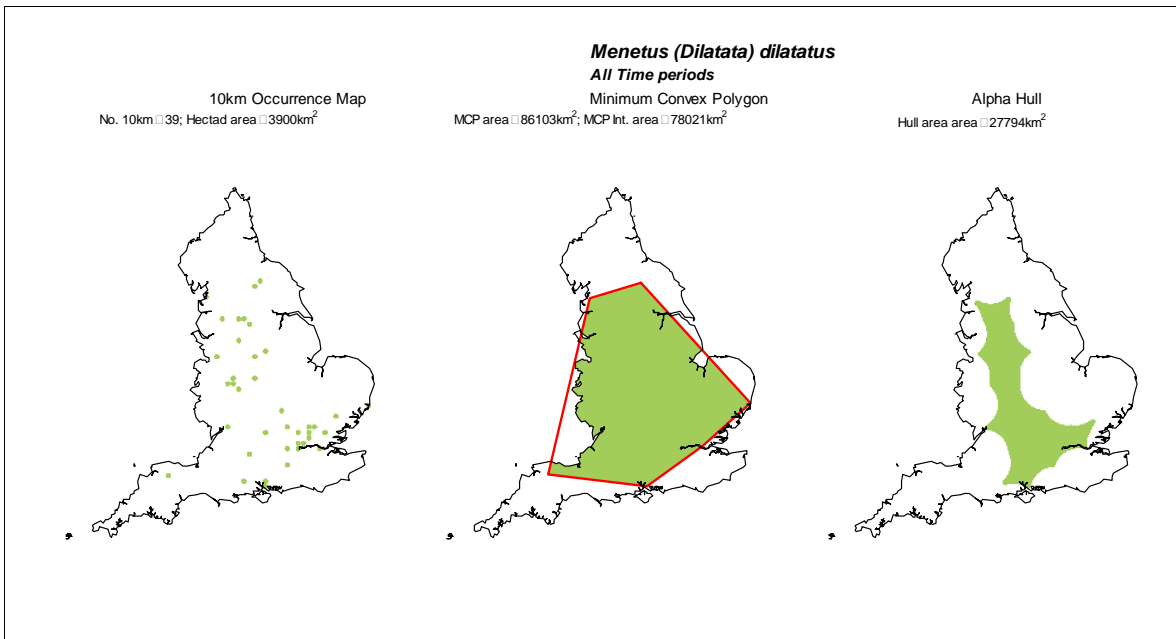 Menetus (Dilatata) dilatatus
All Time periods
10km Occurrence Map
No. 10km □39; Hectad area □3900km²
Minimum Convex Polygon
MCP area □86103km²; MCP Int. area □78021km²
Alpha Hull
Hull area area □27794km²